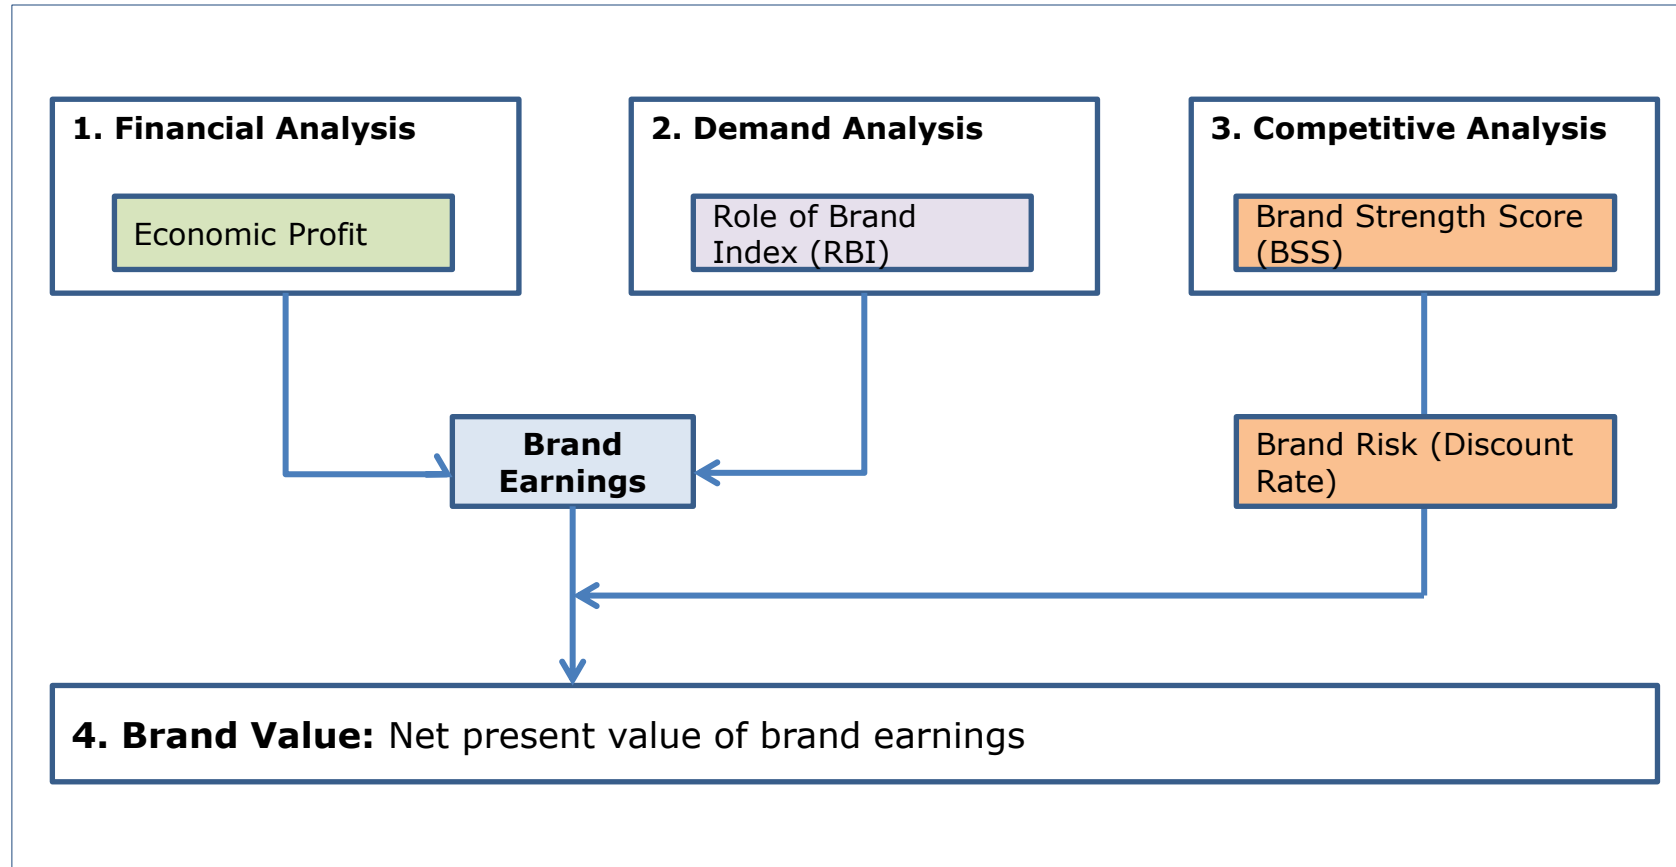 1. Financial Analysis
Economic Profit
2. Demand Analysis
Role of Brand
Index (RBI)
3. Competitive Analysis
Brand Strength Score
(BSS)
Brand
Earnings
Brand Risk (Discount
Rate)
4. Brand Value: Net present value of brand earnings